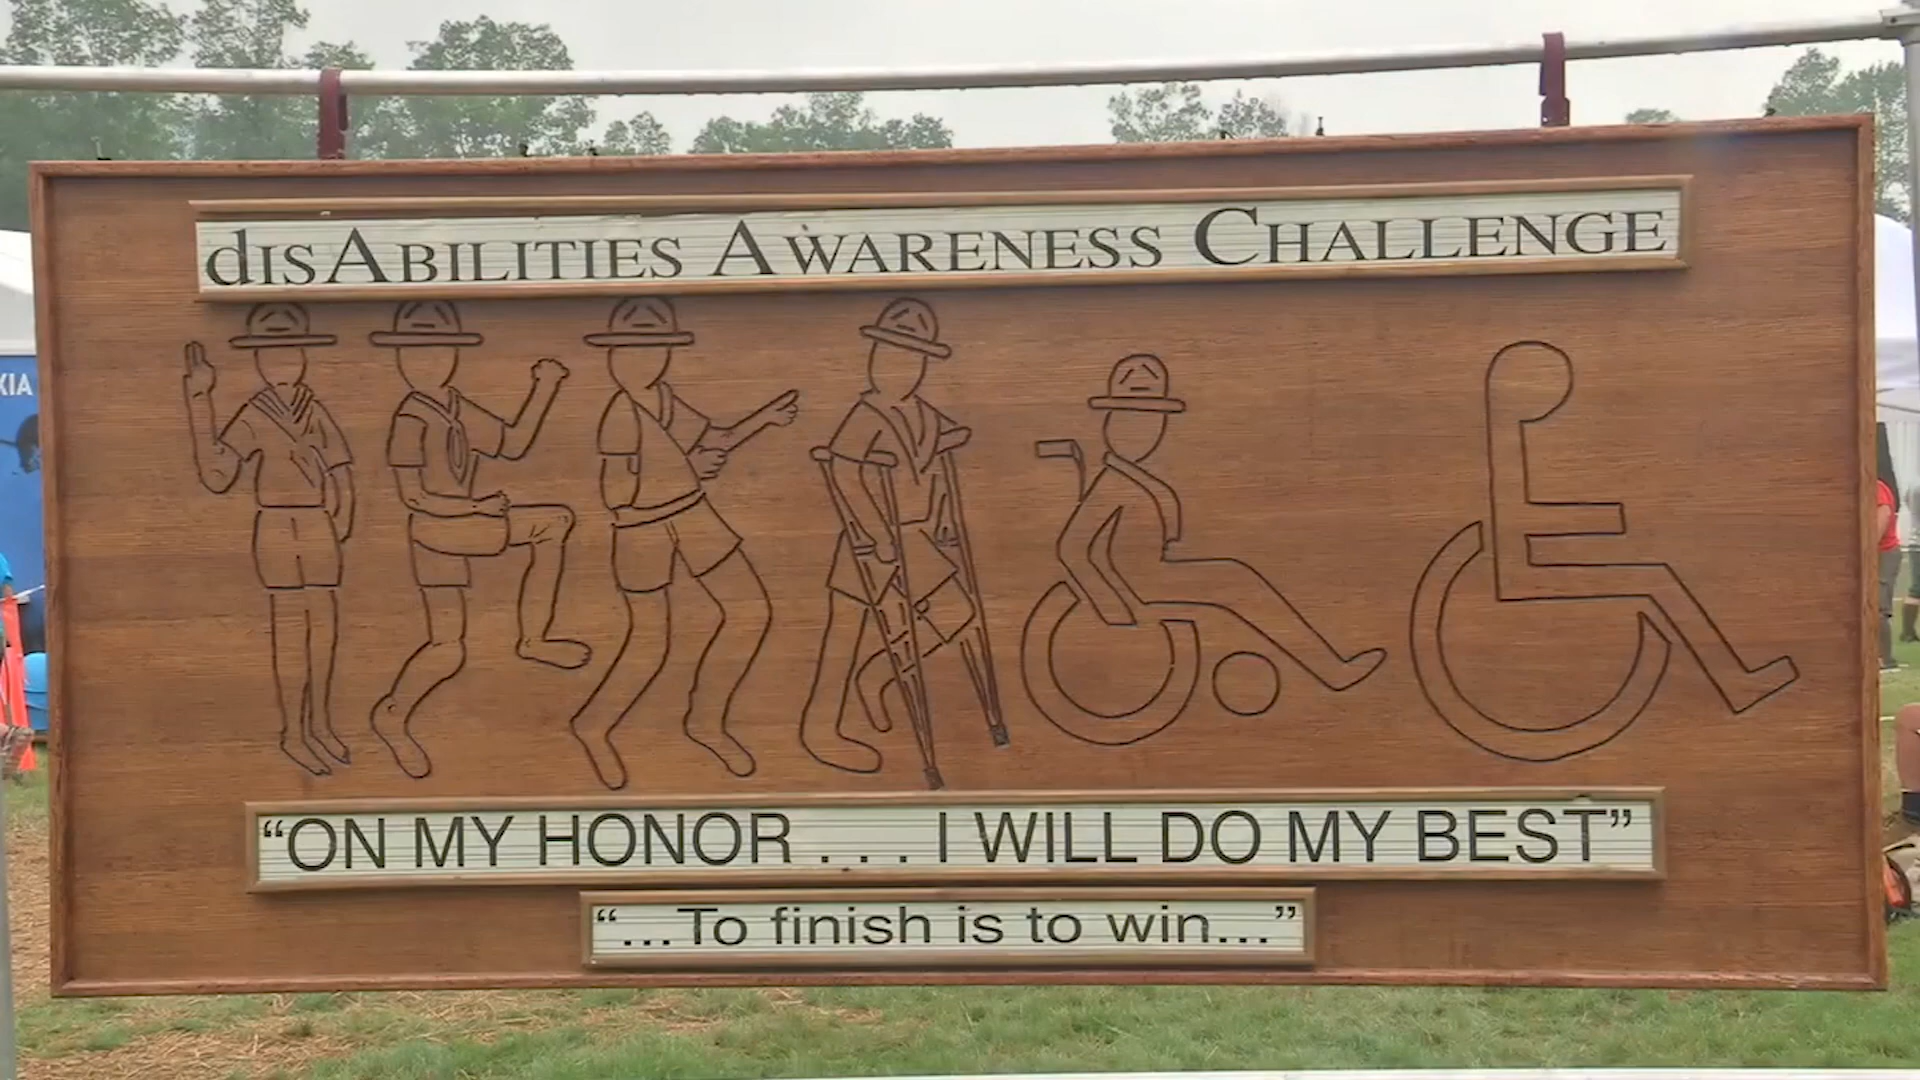 disABILITIES AWARENESS CHALLENGE
“ON MY HONOR . . . I WILL DO MY BEST”
“...To finish is to win...”